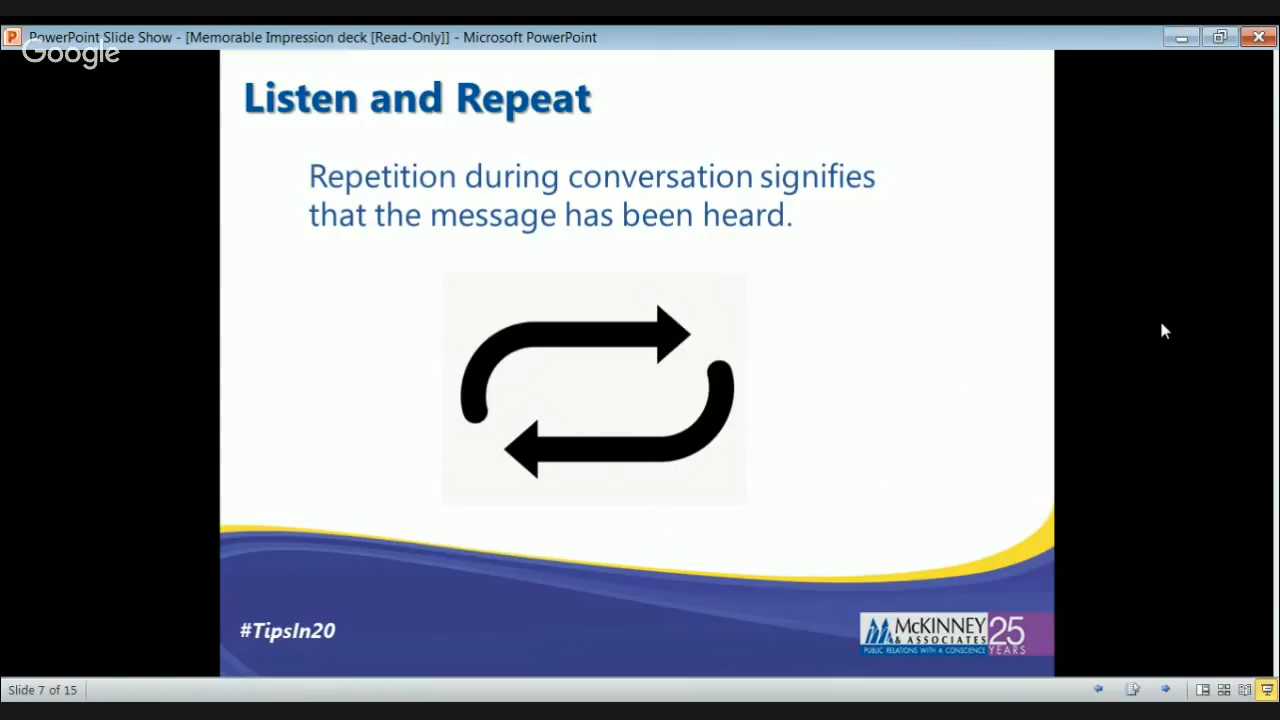 PowerPoint Slide Show - [Memorable Impression deck [Read-Only]] - Microsoft PowerPoint
Google
Listen and Repeat
Repetition during conversation signifies
that the message has been heard.
#TipsIn20
McKINNEY
& ASSOCIATES
PUBLIC RELATIONS WITH A CONSCIENCE
25
YEARS
Slide 7 of 15